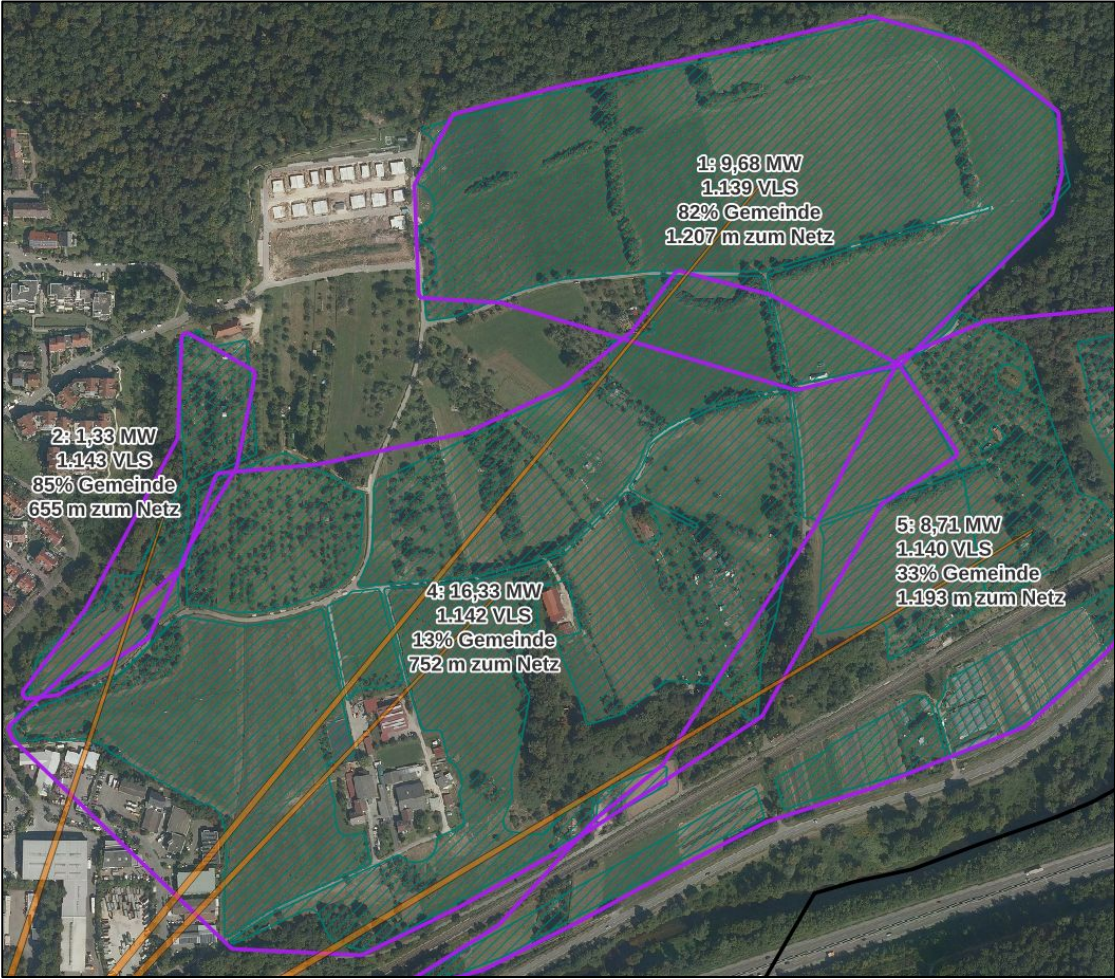 1: 9,68 MW
1.139 VLS
82% Gemeinde
1.207 m zum Netz
2: 1,33 MW
1.143 VLS
85% Gemeinde
655 m zum Netz
4: 16,33 MW
1.142 VLS
13% Gemeinde
752 m zum Netz
5: 8,71 MW
1.140 VLS
33% Gemeinde
1.193 m zum Netz